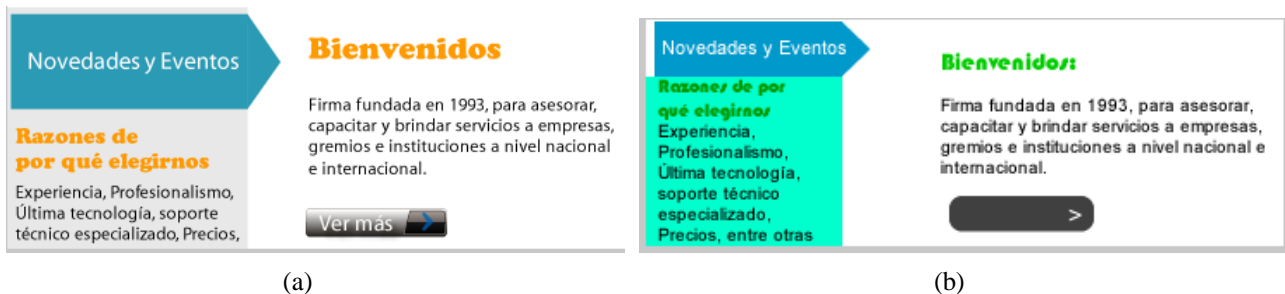 Novedades y Eventos
Razones de
por qué elegirnos
Experiencia, Profesionalismo,
Última tecnología, soporte
técnico especializado, Precios,
Bienvenidos
Firma fundada en 1993, para asesorar,
capacitar y brindar servicios a empresas,
gremios e instituciones a nivel nacional
e internacional.
Ver más
(a)
Novedades y Eventos
Razones de por
qué elegirnos
Experiencia,
Profesionalismo,
Última tecnología,
soporte técnico
especializado,
Precios, entre otras
Bienvenidos:
Firma fundada en 1993, para asesorar,
capacitar y brindar servicios a empresas,
gremios e instituciones a nivel nacional e
internacional.
>
(b)